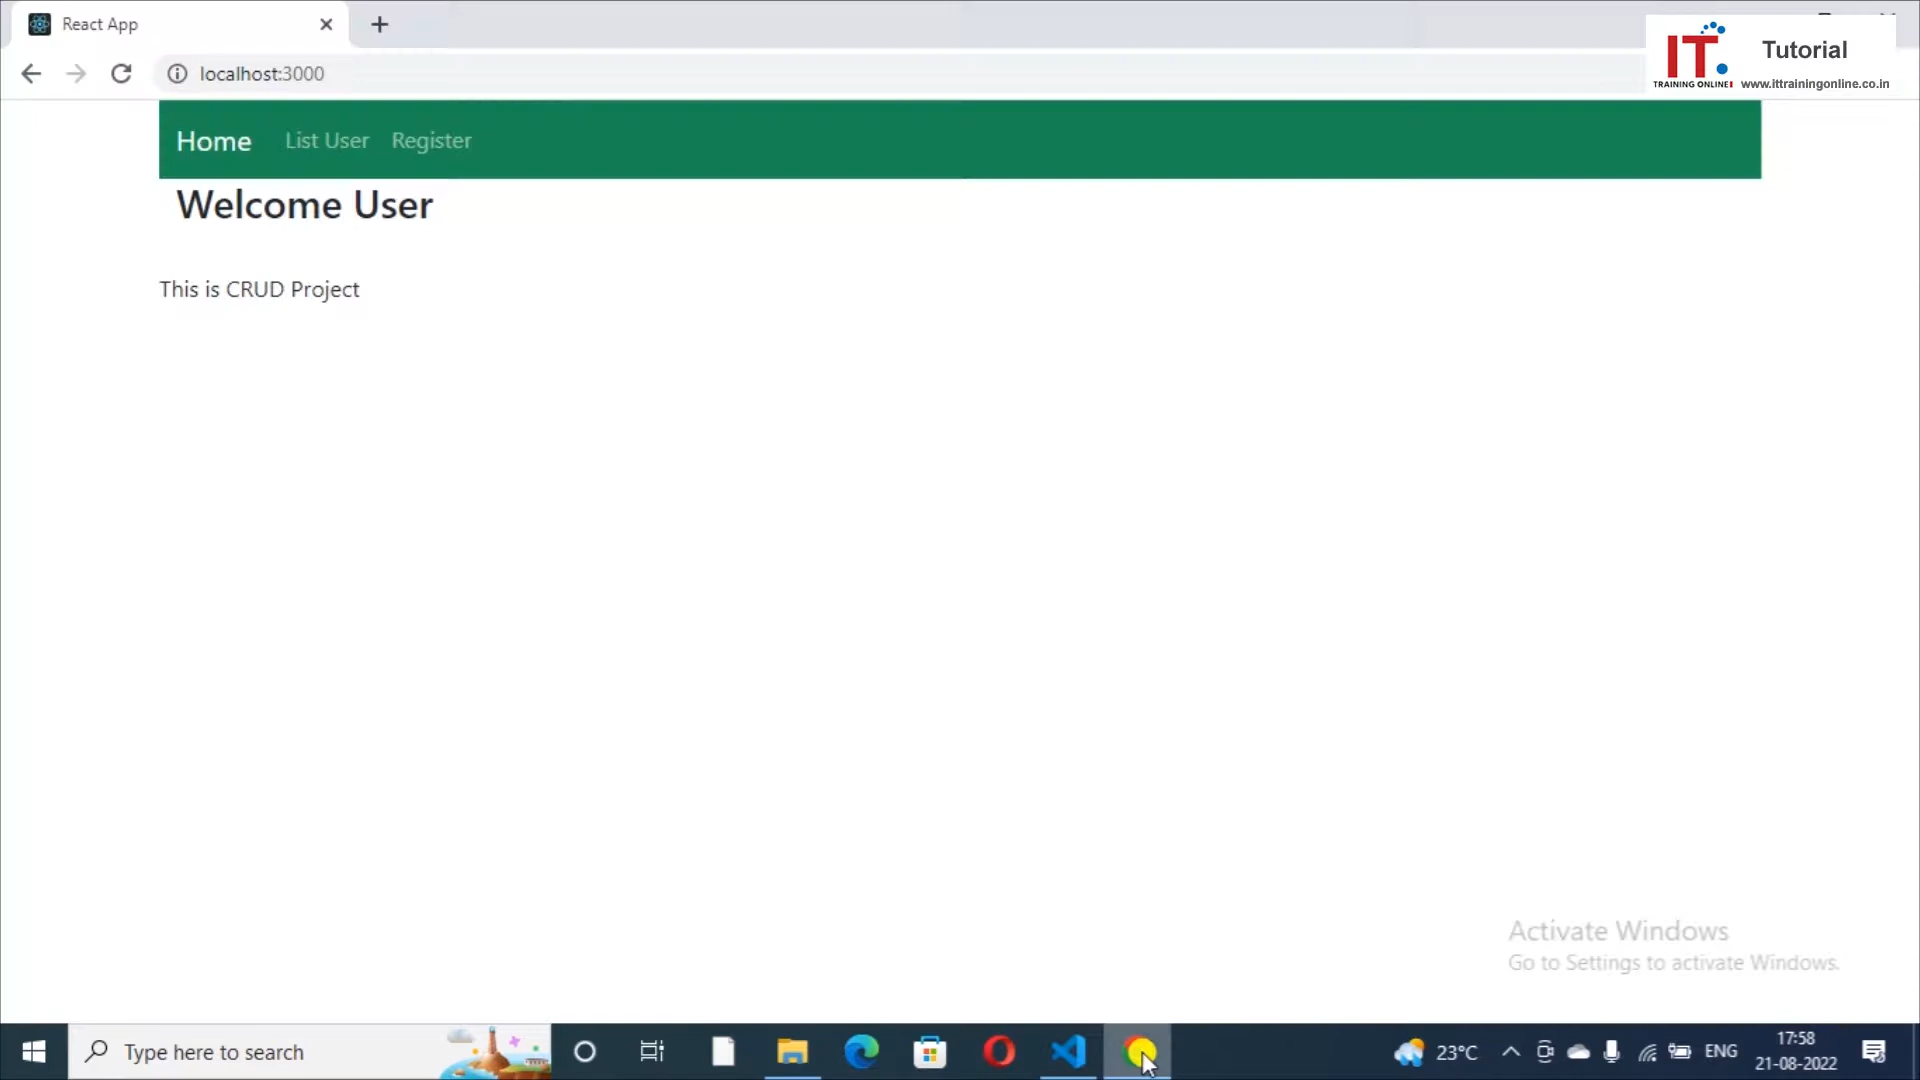 React App
localhost:3000
IT.
TRAINING ONLINE
Tutorial
www.ittrainingonline.co.in
Home List User Register
Welcome User
This is CRUD Project
Activate Windows
Go to Settings to activate Windows.
Type here to search
23°C
ENG
17:58
21-08-2022